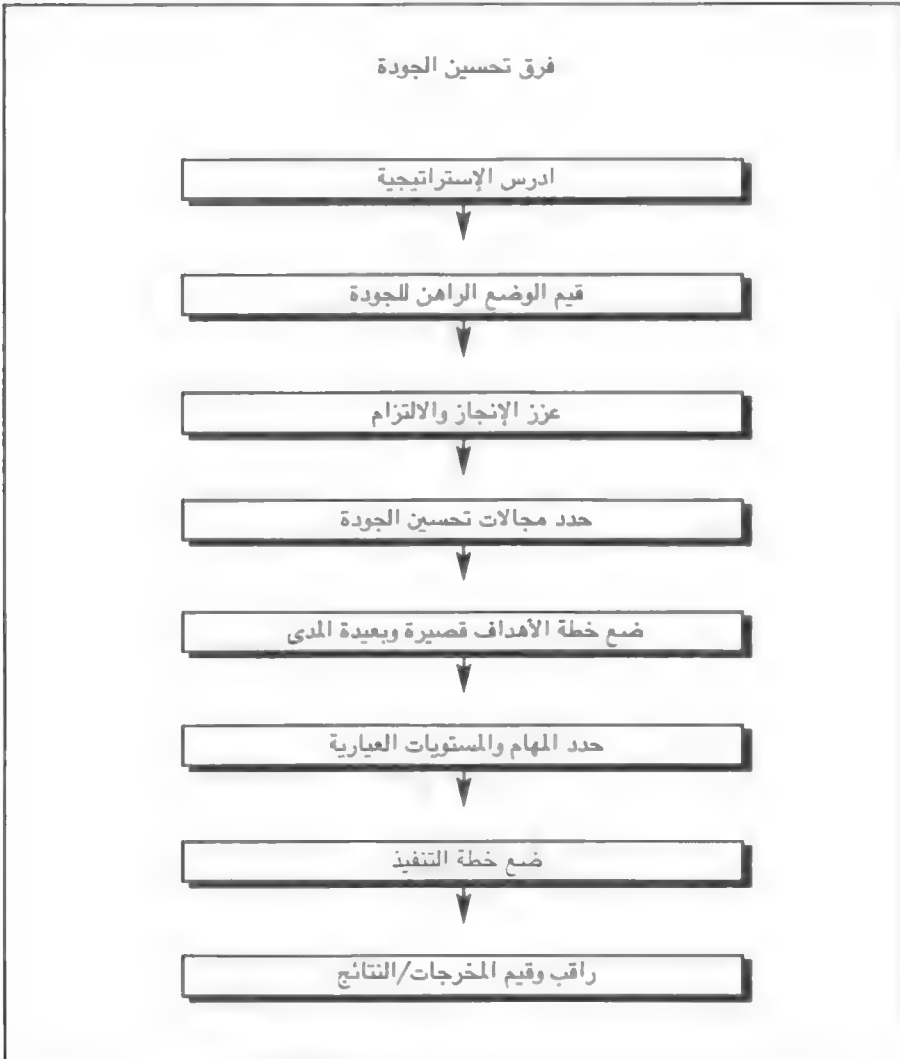 فرق تحسين الجودة
ادرس الإستراتيجية
قيم الوضع الراهن للجودة
عزز الإنجاز والالتزام
حدد مجالات تحسين الجودة
ضع خطة الأهداف قصيرة وبعيدة المدى
حدد المهام والمستويات العيارية
ضع خطة التنفيذ
راقب وقيم المخرجات/النتائج